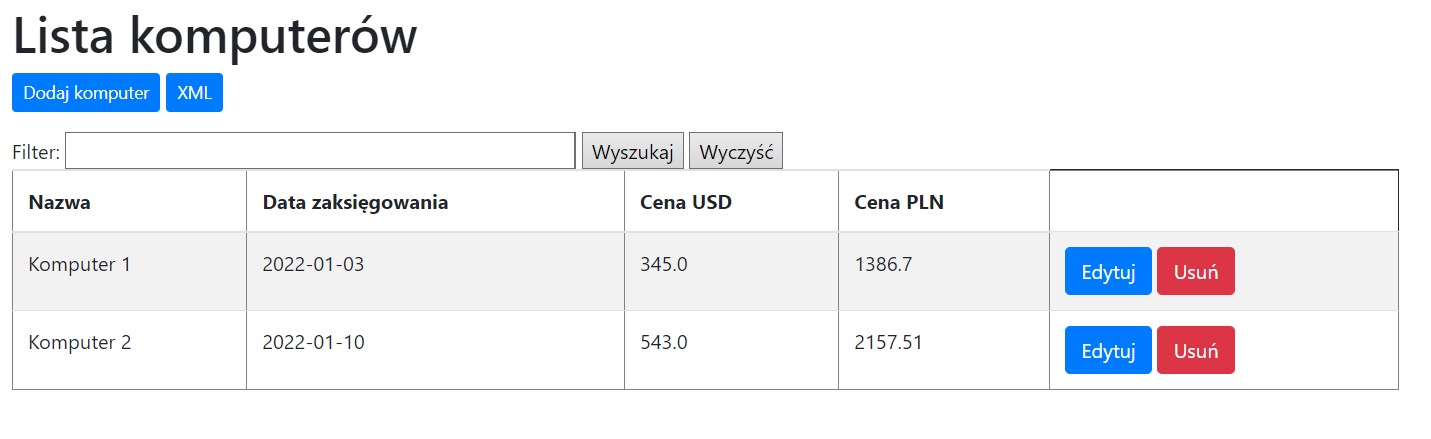 Lista komputerów
Dodaj komputer XML
Filter: Wyszukaj Wyczyść
Nazwa Data zaksięgowania Cena USD Cena PLN
Komputer 1 2022-01-03 345.0 1386.7 Edytuj Usuń
Komputer 2 2022-01-10 543.0 2157.51 Edytuj Usuń